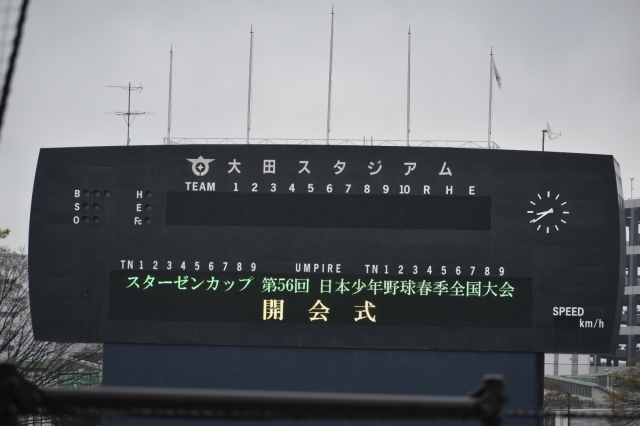 大田スタジアム
TEAM 1 2 3 4 5 6 7 8 9 10 R H E
B H
S E
O Fc
TN 1 2 3 4 5 6 7 8 9 UMPIRE TN 1 2 3 4 5 6 7 8 9
スターゼンカップ 第56回 日本少年野球春季全国大会
開会式
SPEED
km/h